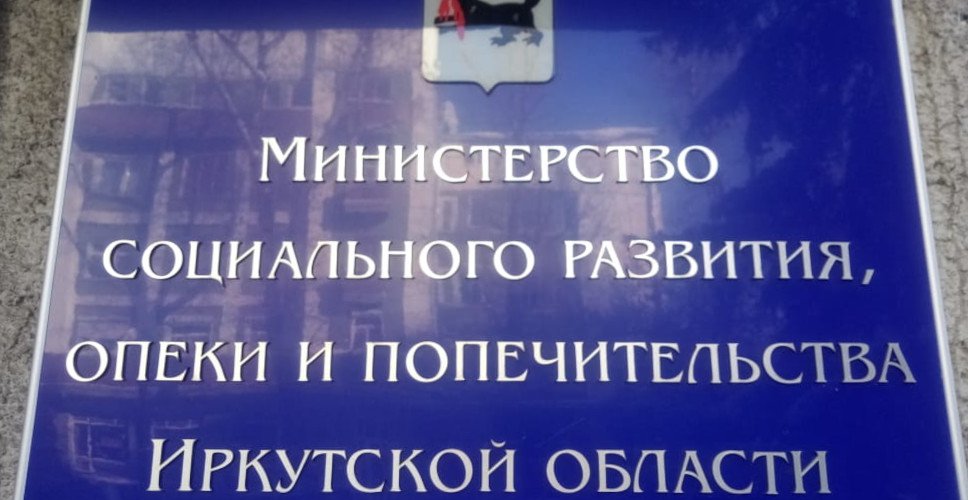 Министерство
социального развития,
опеки и попечительства
Иркутской области